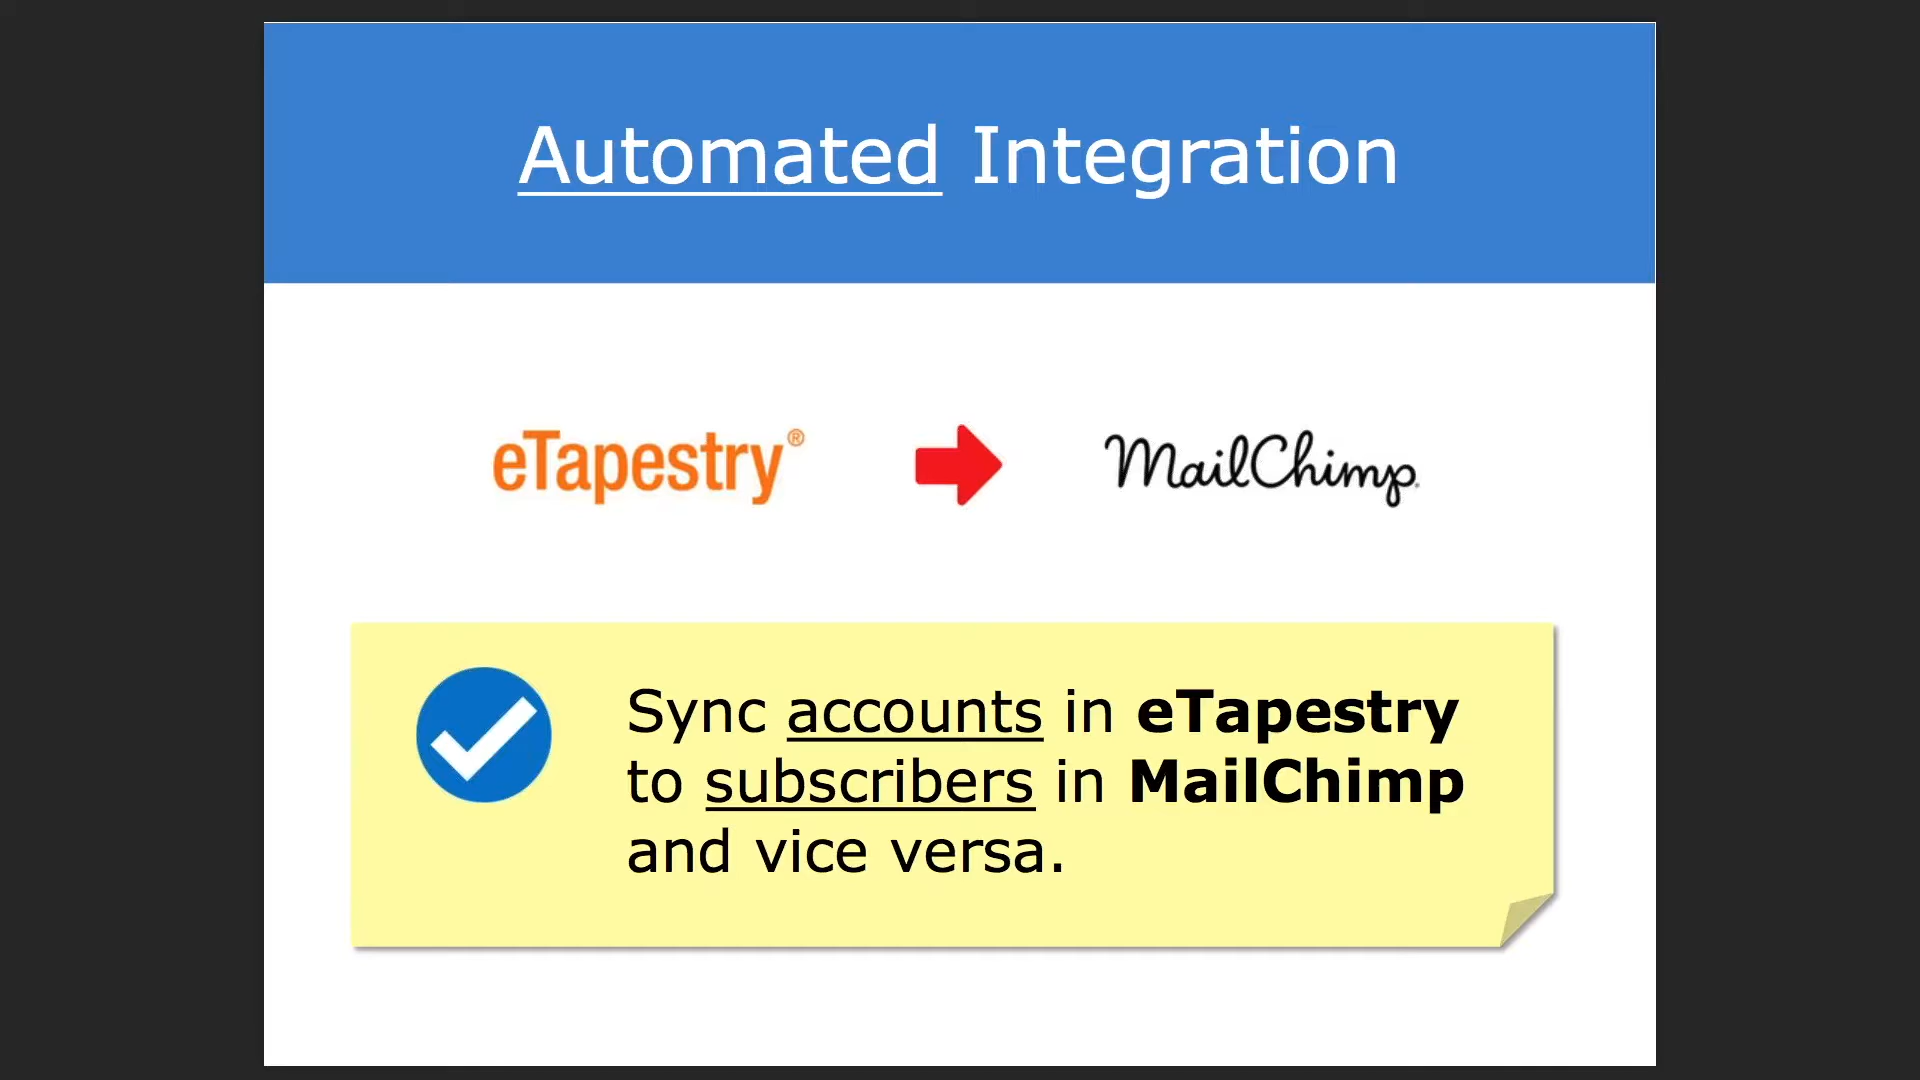 Automated Integration
eTapestry® MailChimp
Sync accounts in eTapestry
to subscribers in MailChimp
and vice versa.